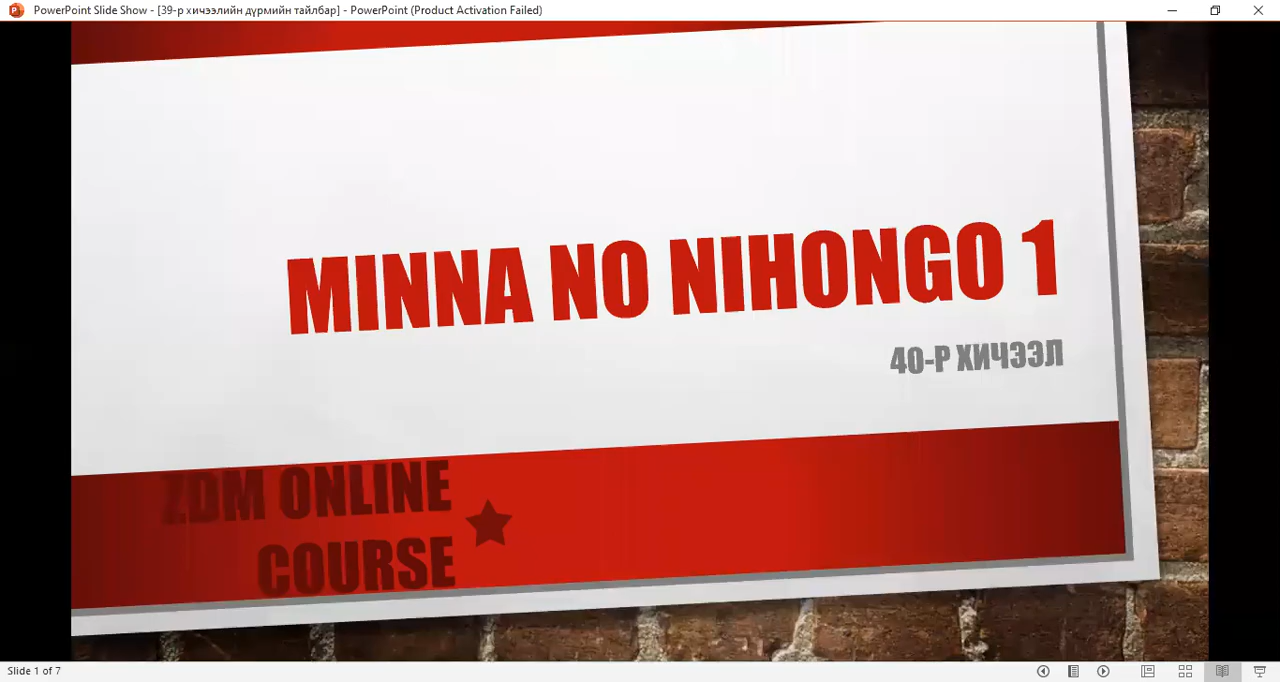 PowerPoint Slide Show - [39-р хичээлийн дүрмийн тайлбар] - PowerPoint (Product Activation Failed)
MINNA NO NIHONGO 1
40-Р ХИЧЭЭЛ
ZDM ONLINE
COURSE
Slide 1 of 7